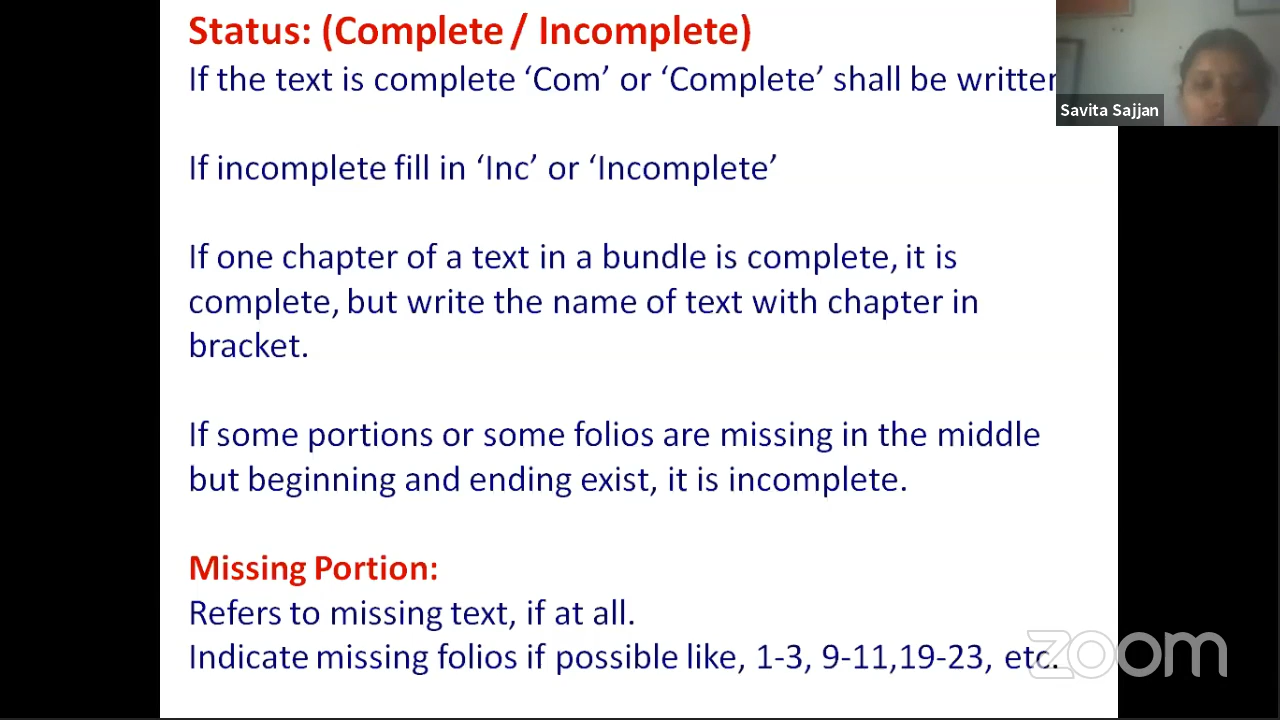 Status: (Complete / Incomplete)
If the text is complete ‘Com’ or ‘Complete’ shall be written
Savita Sajjan
If incomplete fill in ‘Inc’ or ‘Incomplete’
If one chapter of a text in a bundle is complete, it is
complete, but write the name of text with chapter in
bracket.
If some portions or some folios are missing in the middle
but beginning and ending exist, it is incomplete.
Missing Portion:
Refers to missing text, if at all.
Indicate missing folios if possible like, 1-3, 9-11,19-23, etc.
zoom